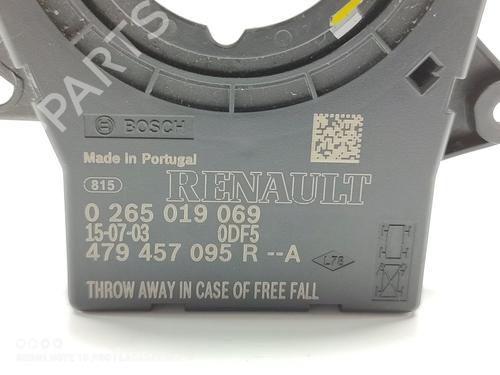 PARTS
BOSCH
Made in Portugal
815 RENAULT
0 265 019 069
15-07-03 0DF5
479 457 095 R --A
L78
THROW AWAY IN CASE OF FREE FALL